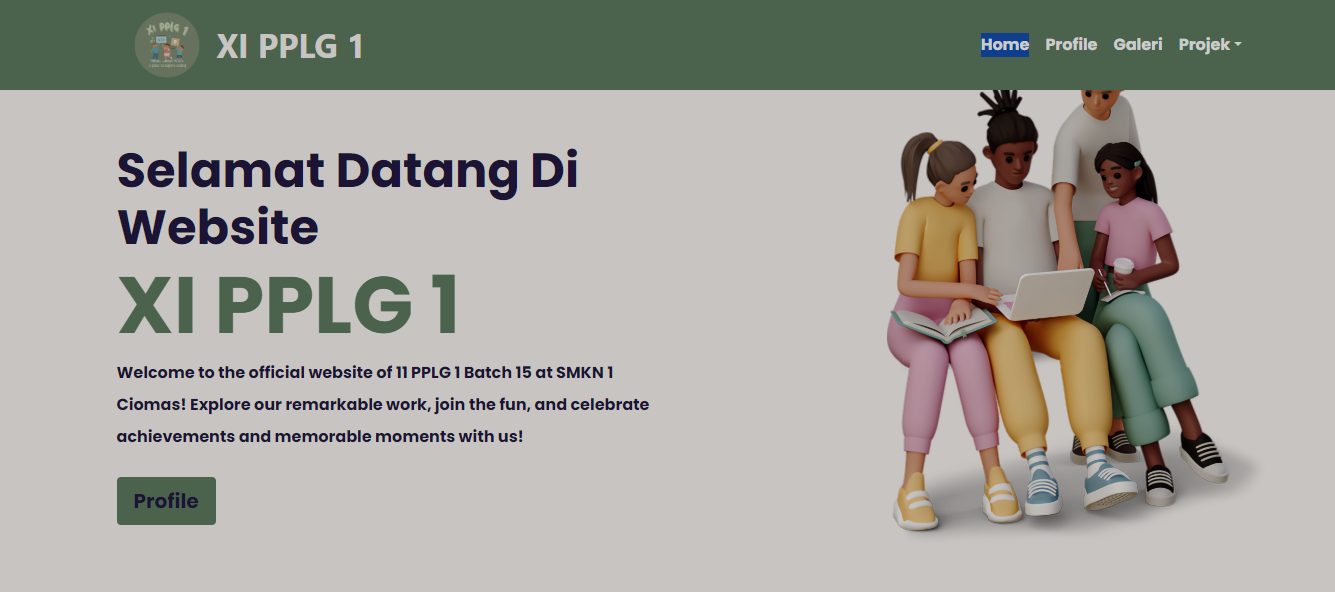 XI PPLG 1
XI PPLG 1
Home Profile Galeri Projek
Selamat Datang Di
Website
XI PPLG 1
Welcome to the official website of 11 PPLG 1 Batch 15 at SMKN 1
Ciomas! Explore our remarkable work, join the fun, and celebrate
achievements and memorable moments with us!
Profile